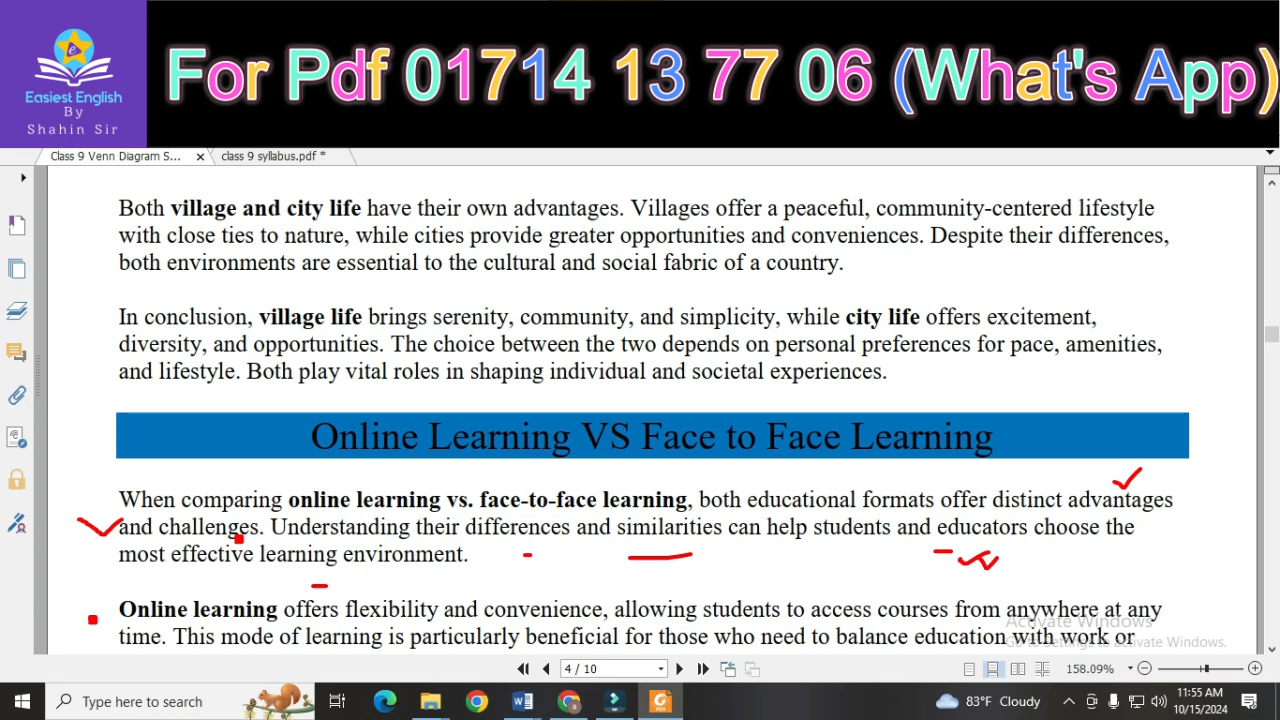 For Pdf 01714 13 77 06 (What's App)
e
Easiest English
By
Shahin Sir
Class 9 Venn Diagram S... × class 9 syllabus.pdf *
Both village and city life have their own advantages. Villages offer a peaceful, community-centered lifestyle
with close ties to nature, while cities provide greater opportunities and conveniences. Despite their differences,
both environments are essential to the cultural and social fabric of a country.
In conclusion, village life brings serenity, community, and simplicity, while city life offers excitement,
diversity, and opportunities. The choice between the two depends on personal preferences for pace, amenities,
and lifestyle. Both play vital roles in shaping individual and societal experiences.
Online Learning VS Face to Face Learning
When comparing online learning vs. face-to-face learning, both educational formats offer distinct advantages
and challenges. Understanding their differences and similarities can help students and educators choose the
most effective learning environment.
Online learning offers flexibility and convenience, allowing students to access courses from anywhere at any
time. This mode of learning is particularly beneficial for those who need to balance education with work or
Activate Windows
Go to Settings to activate Windows.
4 / 10
158.09%
Type here to search
83°F Cloudy
11:55 AM
10/15/2024